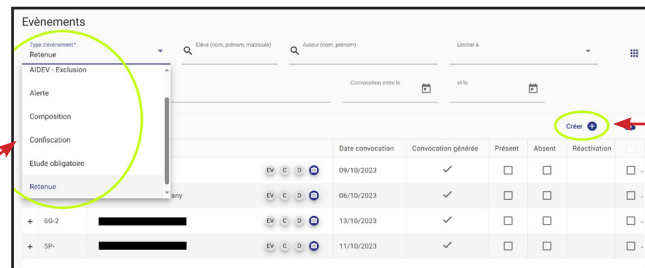 Evènements
Type d'événement*
Retenue
Elève (nom, prénom, matricule)
Auteur (nom, prénom)
Limiter à
AIDEV - Exclusion
Alerte
Composition
Confiscation
Etude obligatoire
Retenue
Convocation entre le
et le
Créer
Date convocation Convocation générée Présent Absent Réactivation
EV C D 09/10/2023
any EV C D 06/10/2023
+ 6G-2 EV C D 13/10/2023
+ 5P- EV C D 11/10/2023